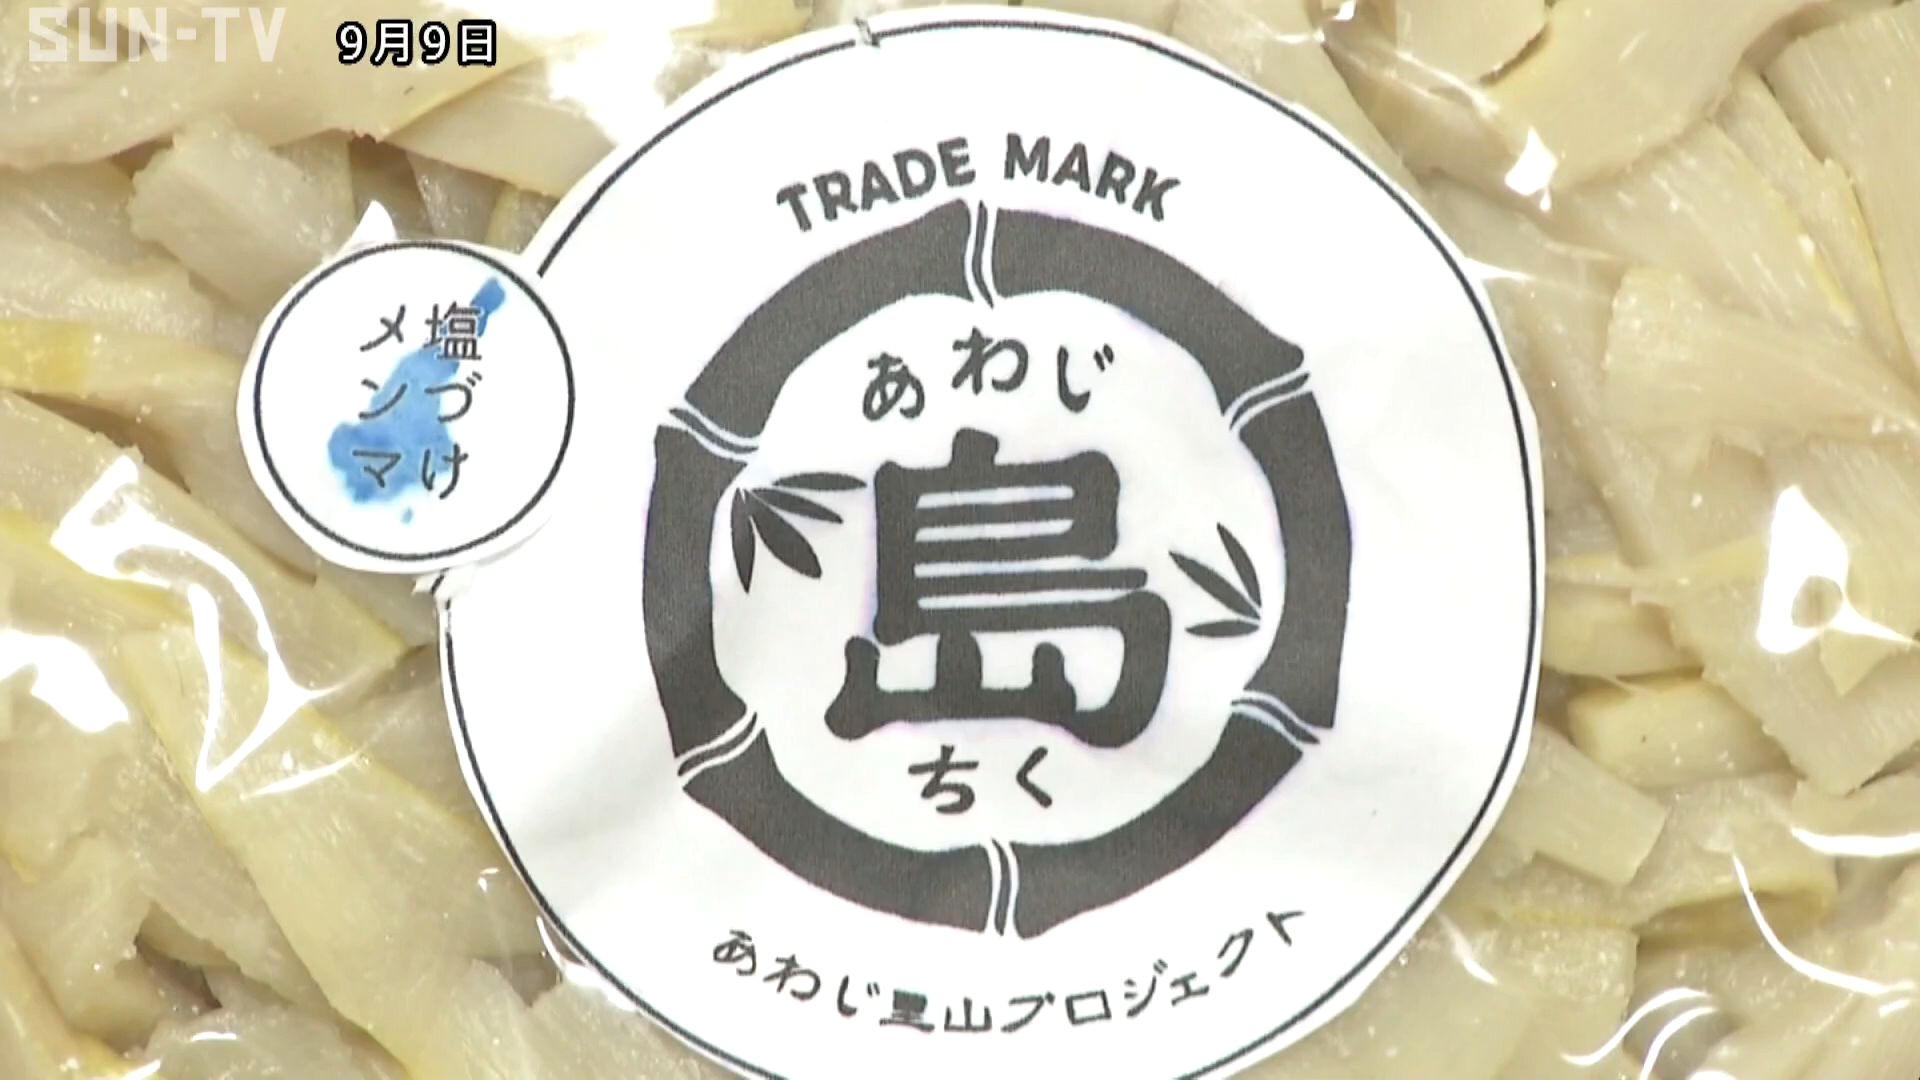 SUN-TV
9月9日
TRADE MARK
あわじ
島
ちく
あわじ里山プロジェクト
塩づけ
メンマ